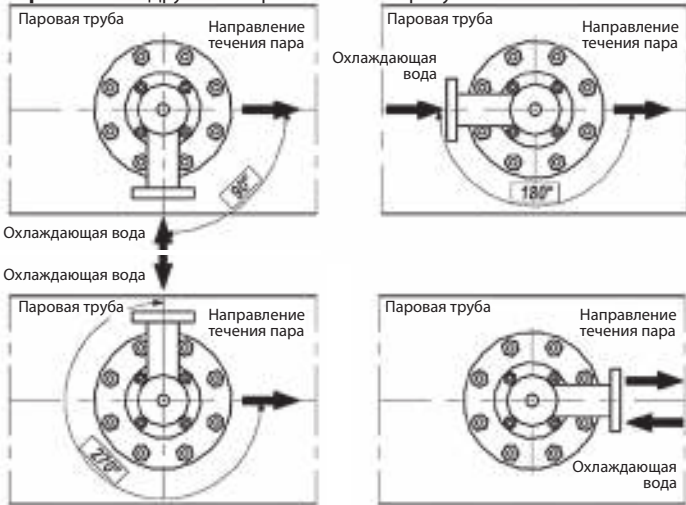 Паровая труба
Направление
течения пара
90°
Охлаждающая вода
Паровая труба
Направление
течения пара
Охлаждающая
вода
180°
Охлаждающая вода
Паровая труба
Направление
течения пара
270°
Паровая труба
Направление
течения пара
Охлаждающая
вода